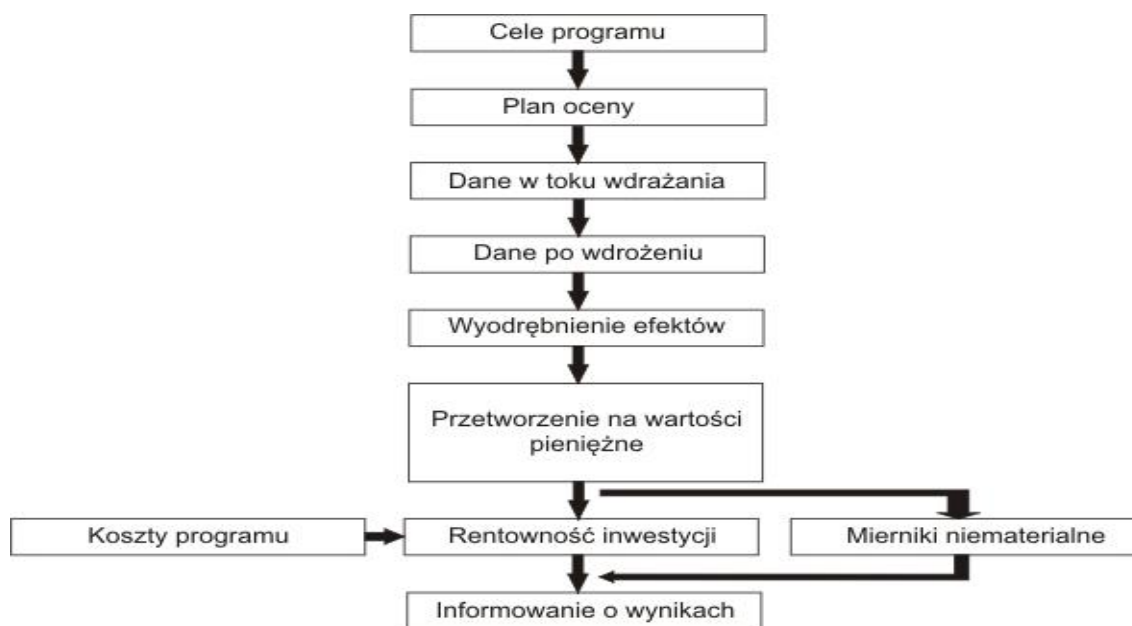 Cele programu
Plan oceny
Dane w toku wdrażania
Dane po wdrożeniu
Wyodrębnienie efektów
Przetworzenie na wartości
pieniężne
Koszty programu
Rentowność inwestycji
Mierniki niematerialne
Informowanie o wynikach